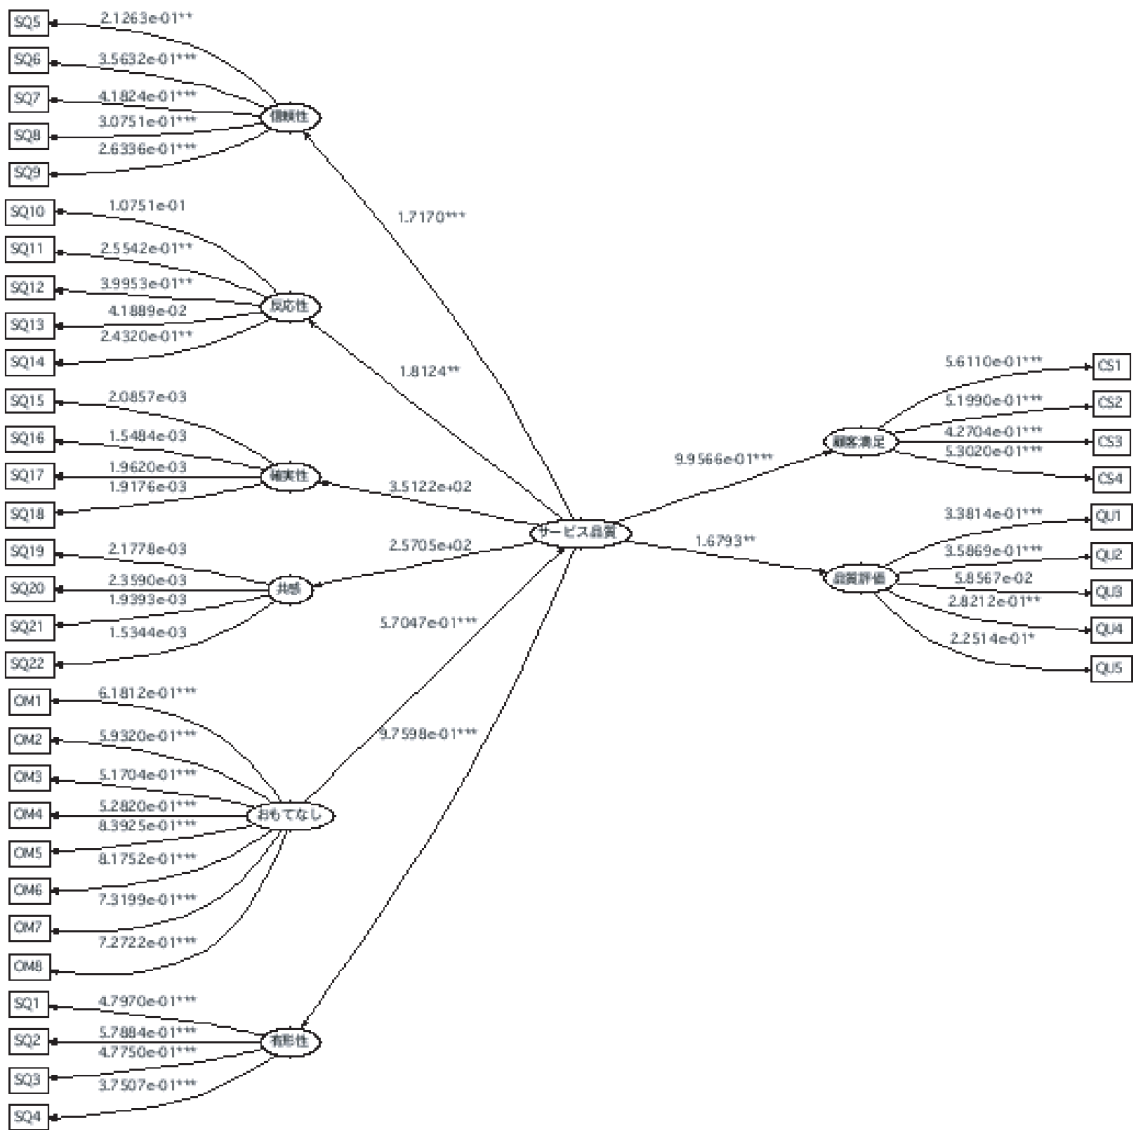 SQ5
2.1263e-01**
SQ6
3.5632e-01***
SQ7
4.1824e-01***
SQ8
3.0751e-01***
SQ9
2.6336e-01***
信頼性
SQ10
1.0751e-01
SQ11
2.5542e-01**
SQ12
3.9953e-01**
SQ13
4.1889e-02
SQ14
2.4320e-01**
反応性
SQ15
2.0857e-03
SQ16
1.5484e-03
SQ17
1.9620e-03
SQ18
1.9176e-03
確実性
SQ19
2.1778e-03
SQ20
2.3590e-03
SQ21
1.9393e-03
SQ22
1.5344e-03
共感
OM1
6.1812e-01***
OM2
5.9320e-01***
OM3
5.1704e-01***
OM4
5.2820e-01***
OM5
8.3925e-01***
OM6
8.1752e-01***
OM7
7.3199e-01***
OM8
7.2722e-01***
おもてなし
SQ1
4.7970e-01***
SQ2
5.7884e-01***
SQ3
4.7750e-01***
SQ4
3.7507e-01***
有形性
1.7170***
1.8124**
3.5122e+02
2.5705e+02
5.7047e-01***
9.7598e-01***
サービス品質
9.9566e-01***
1.6793**
顧客満足
5.6110e-01***
CS1
5.1990e-01***
CS2
4.2704e-01***
CS3
5.3020e-01***
CS4
品質評価
3.3814e-01***
QU1
3.5869e-01***
QU2
5.8567e-02
QU3
2.8212e-01**
QU4
2.2514e-01*
QU5